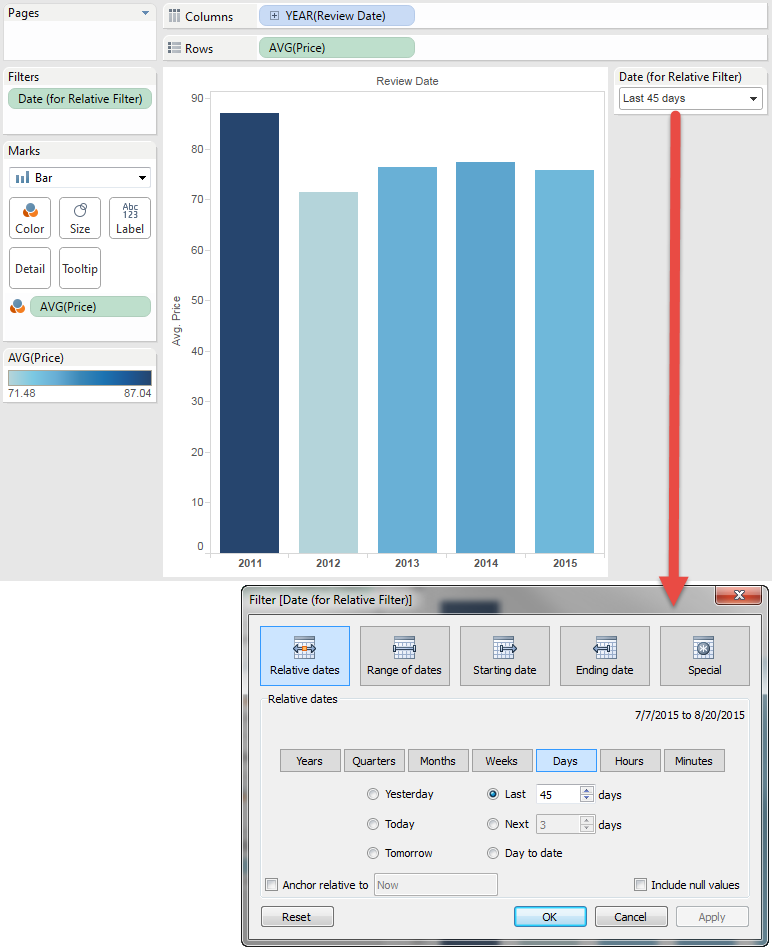 Pages
Columns
YEAR(Review Date)
Rows
AVG(Price)
Filters
Date (for Relative Filter)
Marks
Bar
Color
Size
Abc
123
Label
Detail
Tooltip
AVG(Price)
AVG(Price)
71.48 87.04
Review Date
Avg. Price
90
80
70
60
50
40
30
20
10
0
2011 2012 2013 2014 2015
Date (for Relative Filter)
Last 45 days
Filter [Date (for Relative Filter)]
Relative dates
Range of dates
Starting date
Ending date
Special
Relative dates
7/7/2015 to 8/20/2015
Years Quarters Months Weeks Days Hours Minutes
Yesterday Last 45 days
Today Next 3 days
Tomorrow Day to date
Anchor relative to Now Include null values
Reset OK Cancel Apply